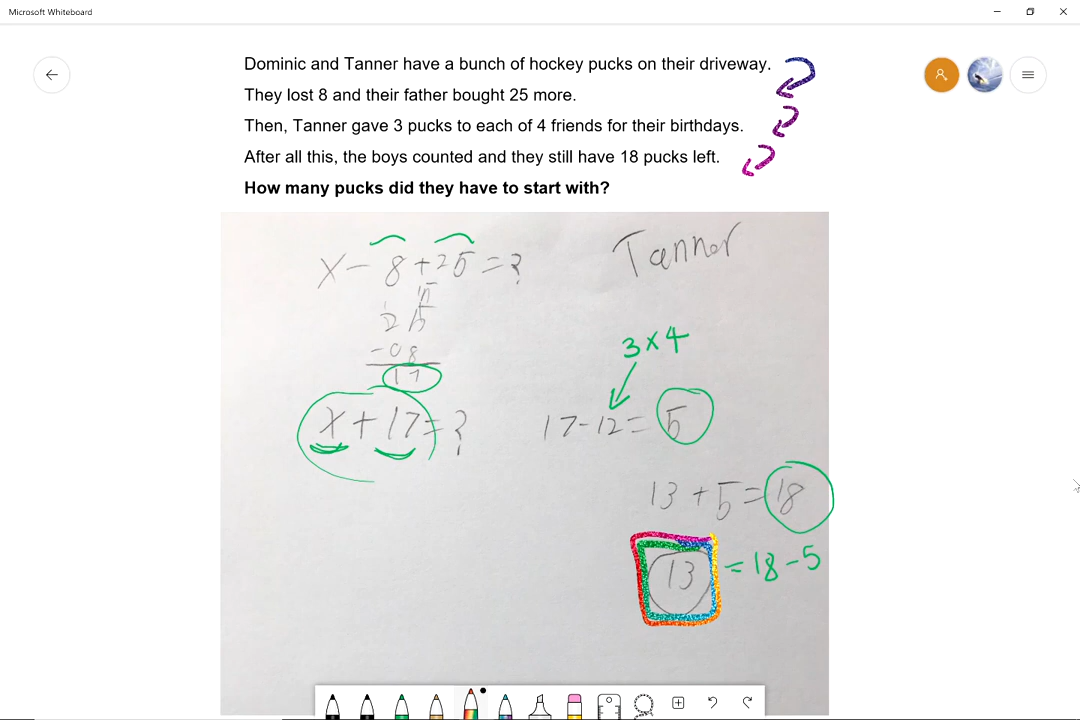 Microsoft Whiteboard
Dominic and Tanner have a bunch of hockey pucks on their driveway.
They lost 8 and their father bought 25 more.
Then, Tanner gave 3 pucks to each of 4 friends for their birthdays.
After all this, the boys counted and they still have 18 pucks left.
How many pucks did they have to start with?
Tanner
x - 8 + 25 = ?
15
25
-08
17
x + 17 = ?
3 x 4
17-12= 5
13 + 5 = 18
13 = 18 - 5